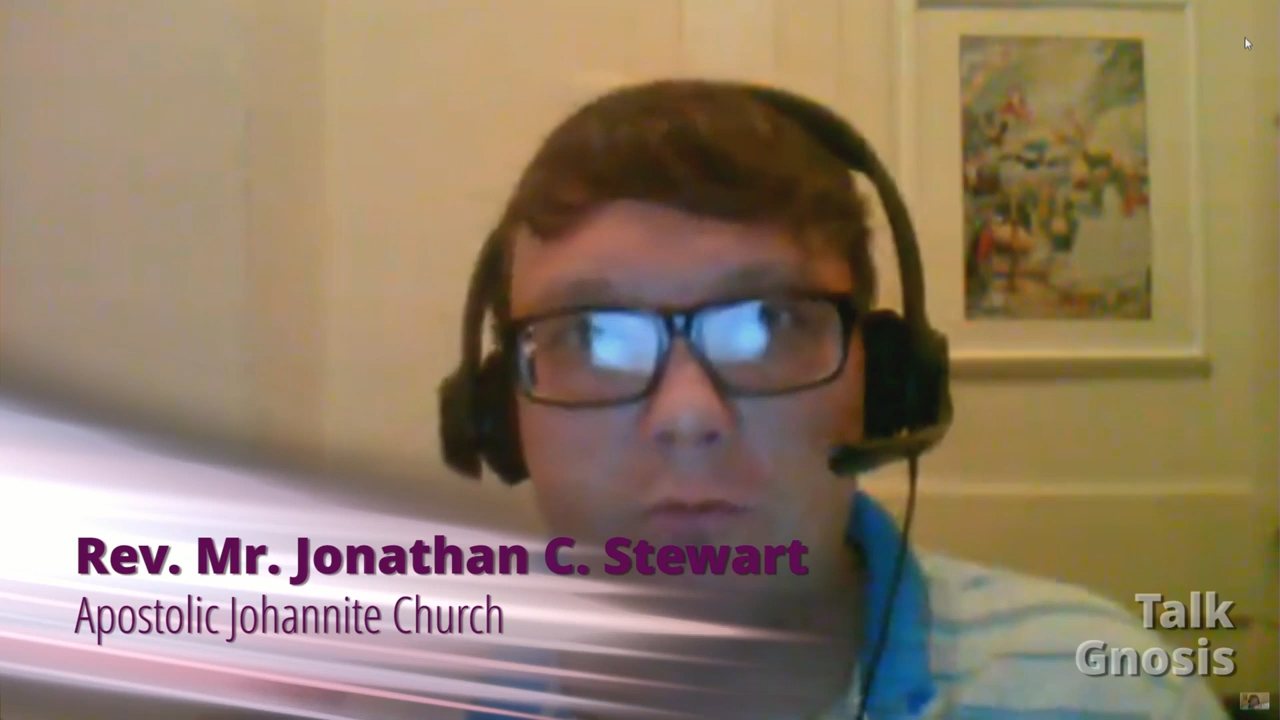 Rev. Mr. Jonathan C. Stewart
Apostolic Johannite Church
Talk
Gnosis